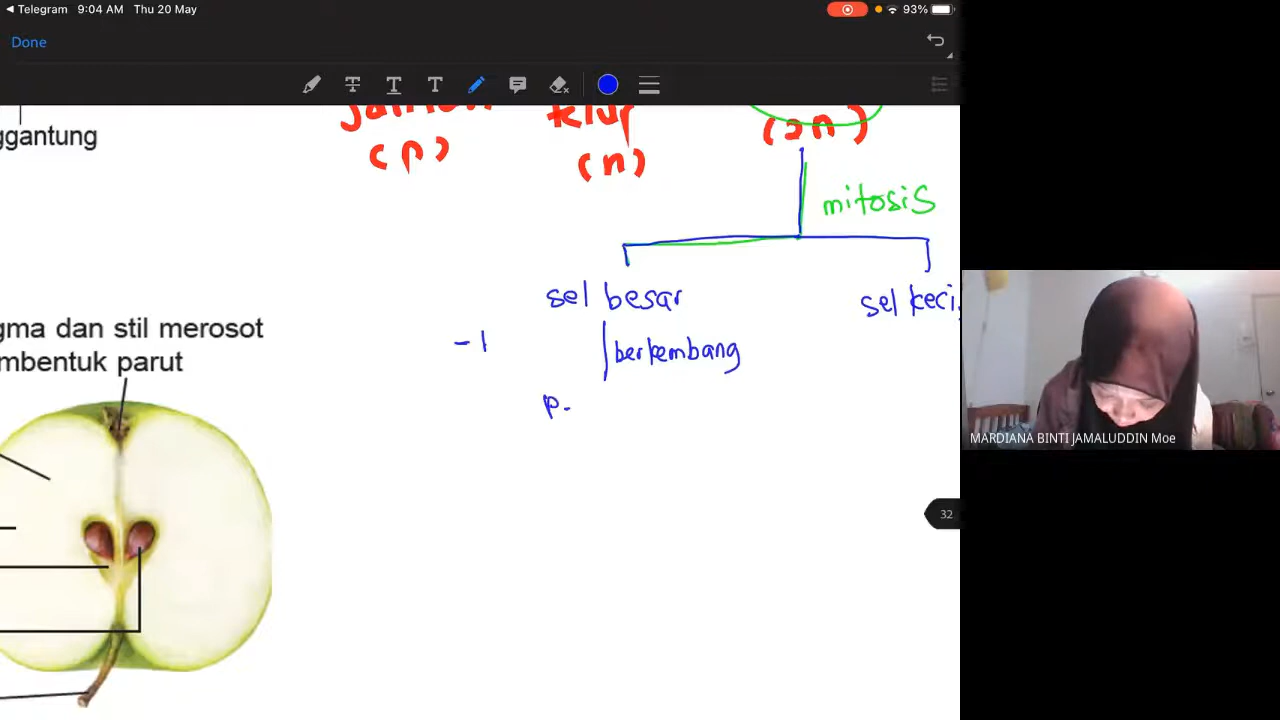 Telegram 9:04 AM Thu 20 May 93%
Done
T T T
ggantung
(n)
(n)
mitosis
sel besar
sel keci
-1
berkembang
p.
gma dan stil merosot
mbentuk parut
32
MARDIANA BINTI JAMALUDDIN Moe